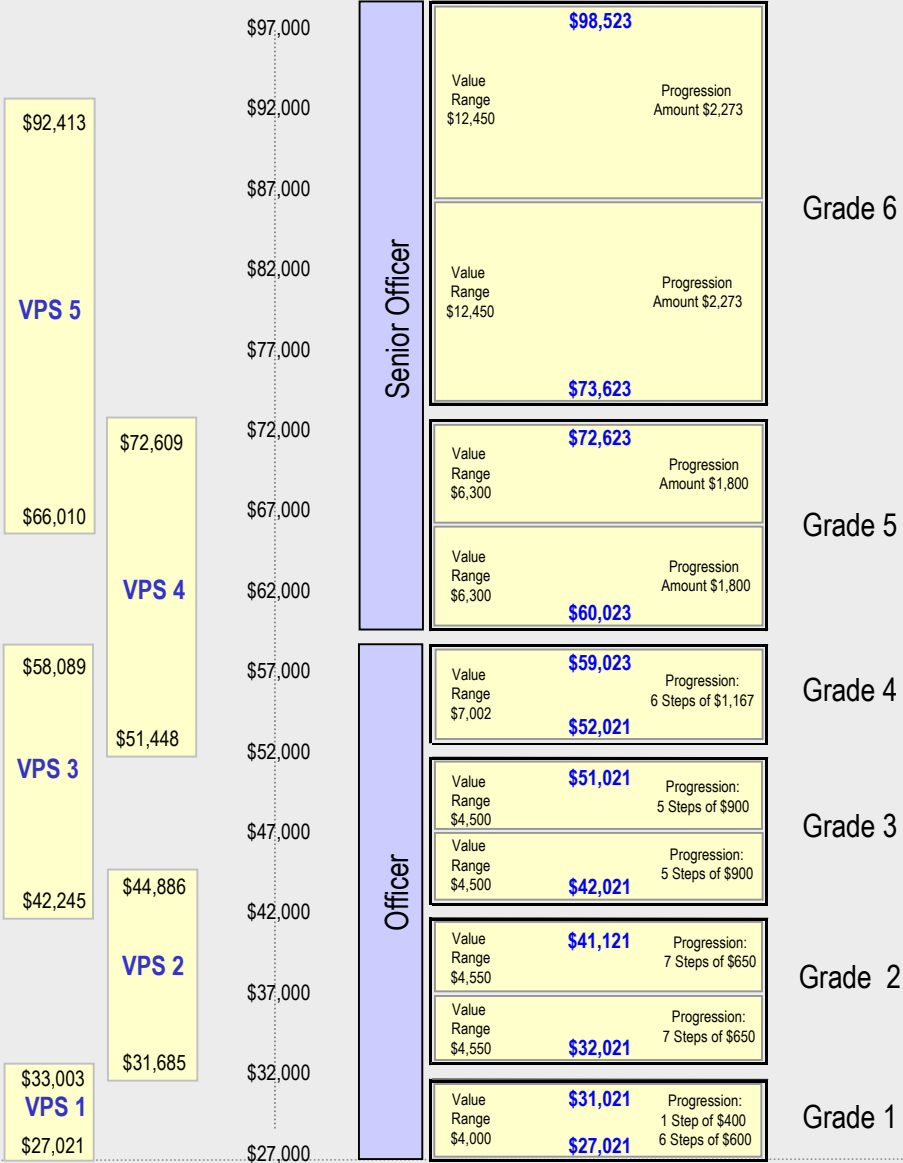 $92,413
VPS 5
$66,010
$58,089
VPS 3
$42,245
$33,003
VPS 1
$27,021
$72,609
VPS 4
$51,448
$44,886
VPS 2
$31,685
$97,000
$92,000
$87,000
$82,000
$77,000
$72,000
$67,000
$62,000
$57,000
$52,000
$47,000
$42,000
$37,000
$32,000
$27,000
Senior Officer
Officer
$98,523
Value
Range
$12,450
Progression
Amount $2,273
Value
Range
$12,450
Progression
Amount $2,273
$73,623
Grade 6
$72,623
Value
Range
$6,300
Progression
Amount $1,800
Value
Range
$6,300
Progression
Amount $1,800
$60,023
Grade 5
$59,023
Value
Range
$7,002
Progression:
6 Steps of $1,167
$52,021
Grade 4
$51,021
Value
Range
$4,500
Progression:
5 Steps of $900
Value
Range
$4,500
Progression:
5 Steps of $900
$42,021
Grade 3
$41,121
Value
Range
$4,550
Progression:
7 Steps of $650
Value
Range
$4,550
Progression:
7 Steps of $650
$32,021
Grade 2
$31,021
Value
Range
$4,000
Progression:
1 Step of $400
6 Steps of $600
$27,021
Grade 1